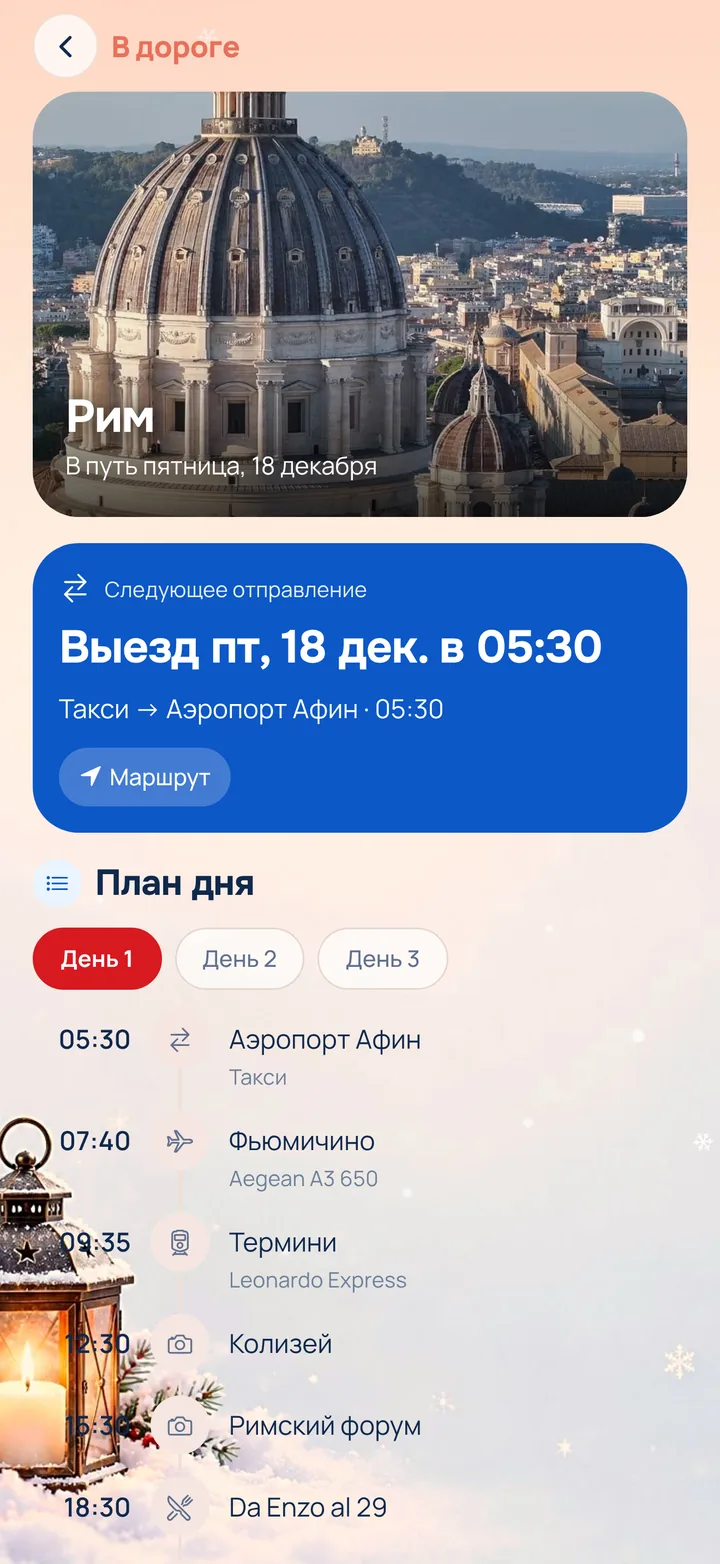 В дороге
Рим
В путь пятница, 18 декабря
Следующее отправление
Выезд пт, 18 дек. в 05:30
Такси → Аэропорт Афин · 05:30
Маршрут
План дня
День 1 День 2 День 3
05:30 Аэропорт Афин
Такси
07:40 Фьюмичино
Aegean A3 650
09:35 Термини
Leonardo Express
12:30 Колизей
15:30 Римский форум
18:30 Da Enzo al 29